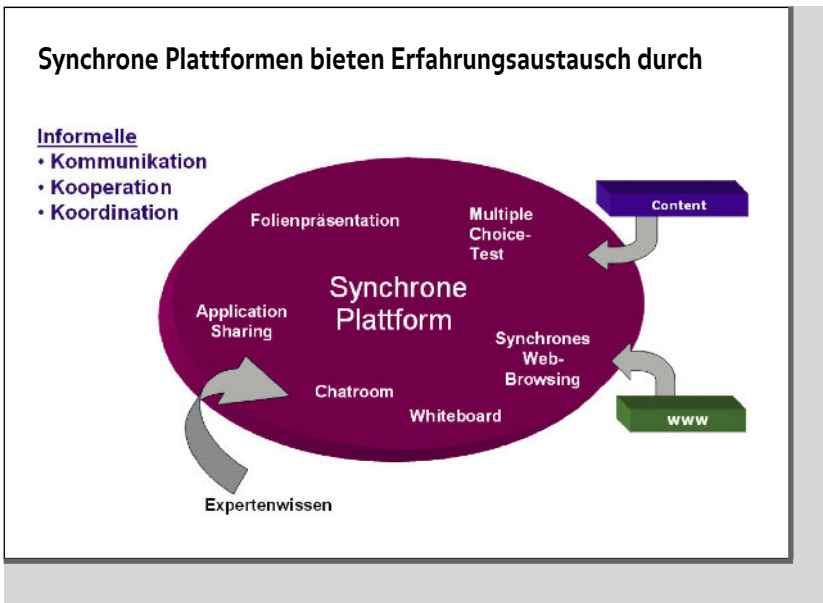 Synchrone Plattformen bieten Erfahrungsaustausch durch
Informelle
• Kommunikation
• Kooperation
• Koordination
Folienpräsentation
Multiple
Choice-
Test
Content
Synchrone
Plattform
Application
Sharing
Synchrones
Web-
Browsing
Chatroom
Whiteboard
www
Expertenwissen